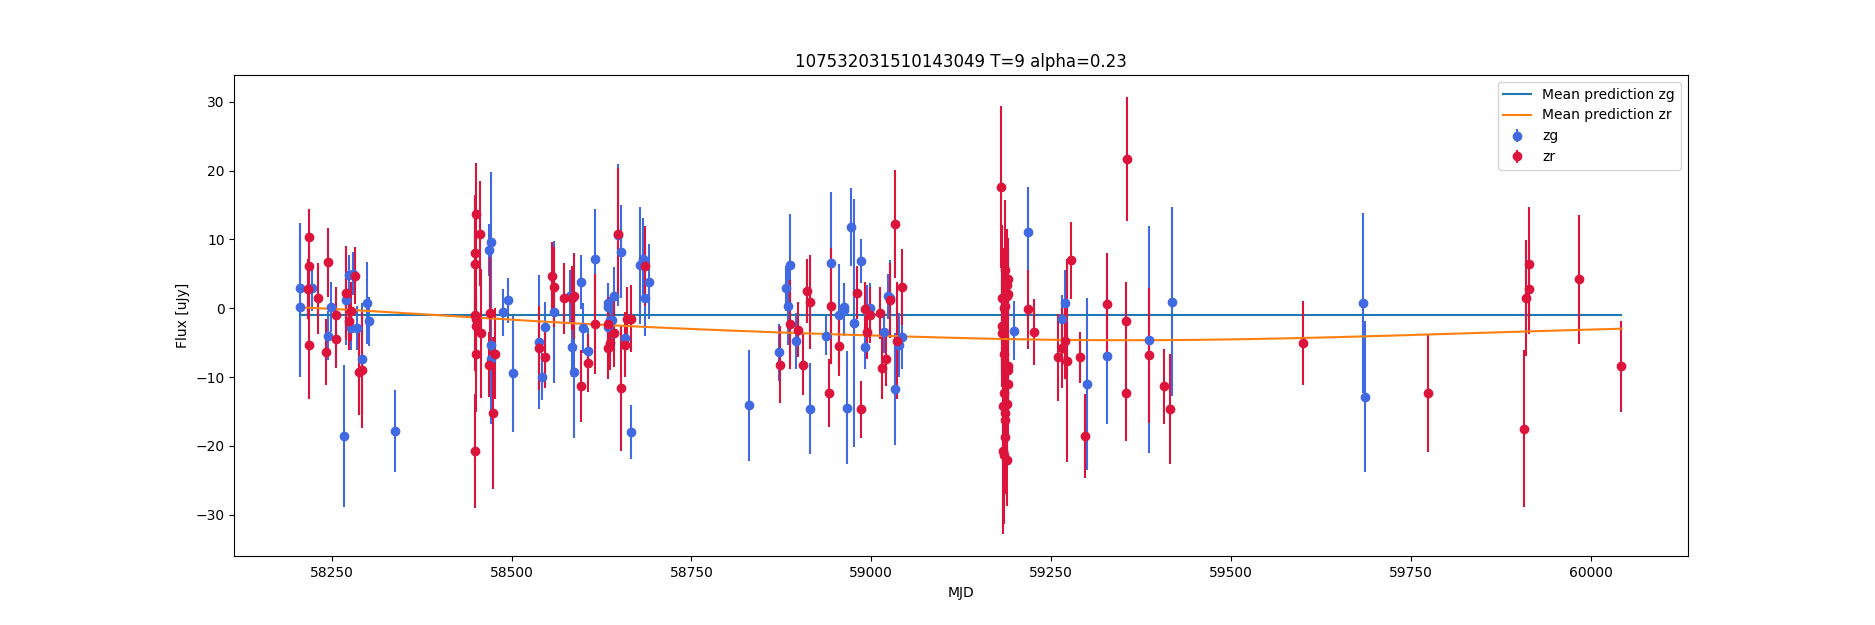 107532031510143049 T=9 alpha=0.23
Mean prediction zg
Mean prediction zr
zg
zr
Flux [uJy]
30
20
10
0
−10
−20
−30
58250 58500 58750 59000 59250 59500 59750 60000
MJD